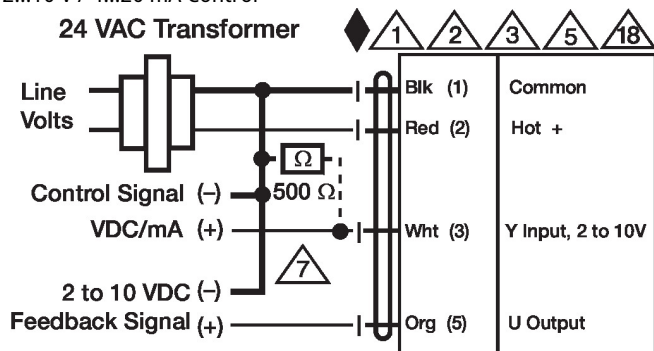 24 VAC Transformer
1 2 3 5 18
Line
Volts
Blk (1) Common
Red (2) Hot +
Ω
500 Ω
Control Signal (–)
VDC/mA (+)
Wht (3) Y Input, 2 to 10V
7
2 to 10 VDC (–)
Feedback Signal (+)
Org (5) U Output